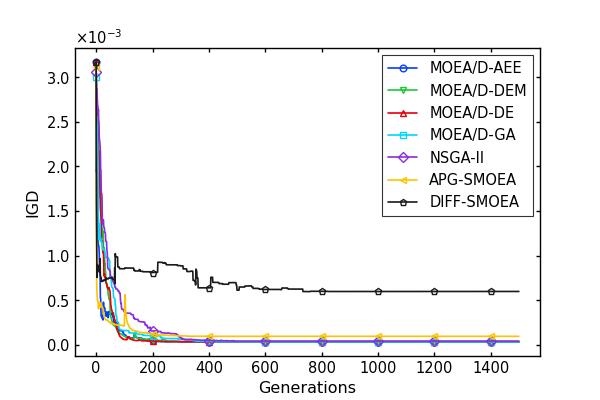 ×10⁻³
3.0
2.5
2.0
1.5
1.0
0.5
0.0
IGD
MOEA/D-AEE
MOEA/D-DEM
MOEA/D-DE
MOEA/D-GA
NSGA-II
APG-SMOEA
DIFF-SMOEA
0 200 400 600 800 1000 1200 1400
Generations